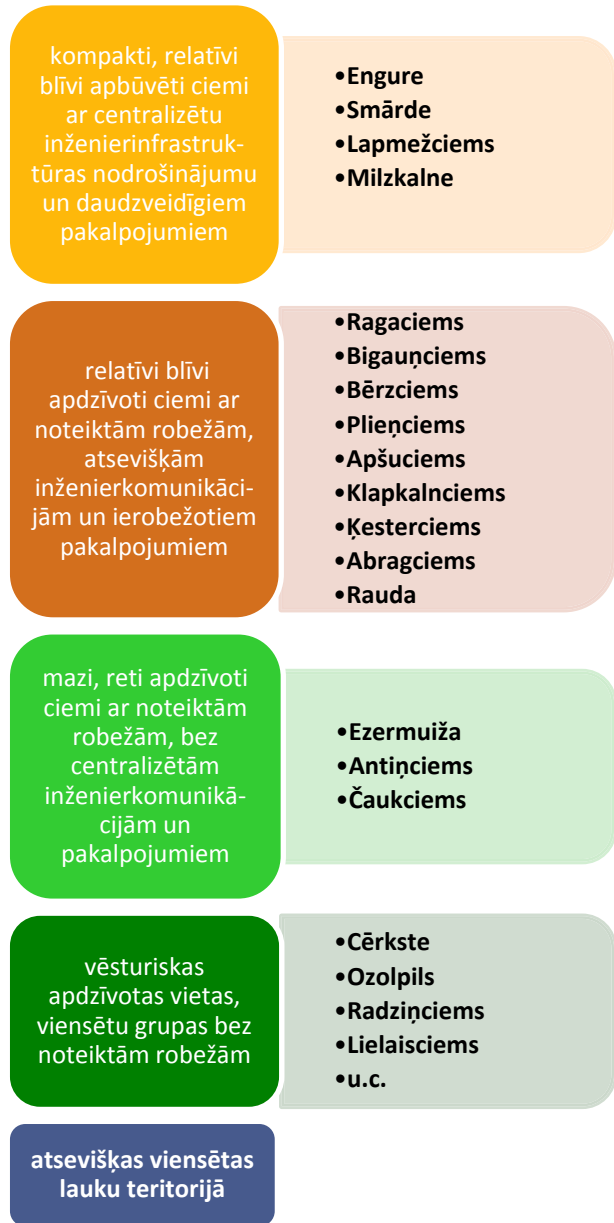 kompakti, relatīvi
blīvi apbūvēti ciemi
ar centralizētu
inženierinfrastruk-
tūras nodrošinājumu
un daudzveidīgiem
pakalpojumiem
•Engure
•Smārde
•Lapmežciems
•Milzkalne
relatīvi blīvi
apdzīvoti ciemi ar
noteiktām robežām,
atsevišķām
inženierkomunikāci-
jām un ierobežotiem
pakalpojumiem
•Ragaciems
•Bigauņciems
•Bērzciems
•Plieņciems
•Apšuciems
•Klapkalnciems
•Ķesterciems
•Abragciems
•Rauda
mazi, reti apdzīvoti
ciemi ar noteiktām
robežām, bez
centralizētām
inženierkomunikā-
cijām un
pakalpojumiem
•Ezermuiža
•Antiņciems
•Čaukciems
vēsturiskas
apdzīvotas vietas,
viensētu grupas bez
noteiktām robežām
•Cērkste
•Ozolpils
•Radziņciems
•Lielaisciems
•u.c.
atsevišķas viensētas
lauku teritorijā